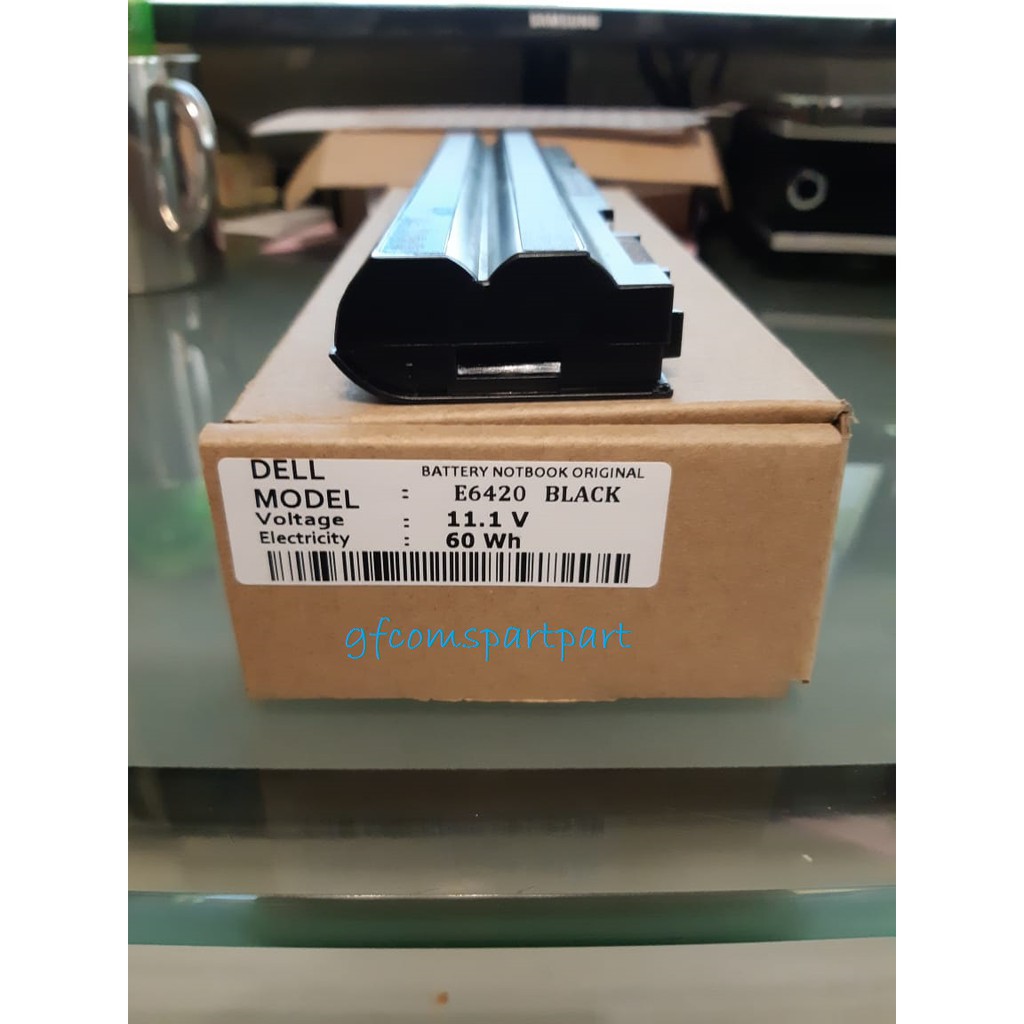 SAMSUNG
DELL BATTERY NOTBOOK ORIGINAL
MODEL : E6420 BLACK
Voltage : 11.1 V
Electricity : 60 Wh
gfcomspartpart